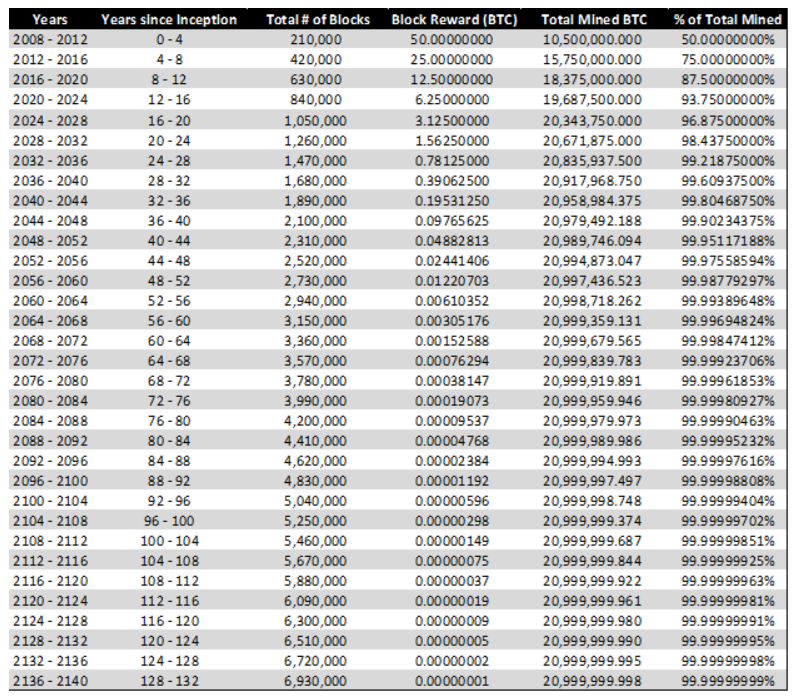 Years Years since Inception Total # of Blocks Block Reward (BTC) Total Mined BTC % of Total Mined
2008 - 2012 0 - 4 210,000 50.00000000 10,500,000.000 50.00000000%
2012 - 2016 4 - 8 420,000 25.00000000 15,750,000.000 75.00000000%
2016 - 2020 8 - 12 630,000 12.50000000 18,375,000.000 87.50000000%
2020 - 2024 12 - 16 840,000 6.25000000 19,687,500.000 93.75000000%
2024 - 2028 16 - 20 1,050,000 3.12500000 20,343,750.000 96.87500000%
2028 - 2032 20 - 24 1,260,000 1.56250000 20,671,875.000 98.43750000%
2032 - 2036 24 - 28 1,470,000 0.78125000 20,835,937.500 99.21875000%
2036 - 2040 28 - 32 1,680,000 0.39062500 20,917,968.750 99.60937500%
2040 - 2044 32 - 36 1,890,000 0.19531250 20,958,984.375 99.80468750%
2044 - 2048 36 - 40 2,100,000 0.09765625 20,979,492.188 99.90234375%
2048 - 2052 40 - 44 2,310,000 0.04882813 20,989,746.094 99.95117188%
2052 - 2056 44 - 48 2,520,000 0.02441406 20,994,873.047 99.97558594%
2056 - 2060 48 - 52 2,730,000 0.01220703 20,997,436.523 99.98779297%
2060 - 2064 52 - 56 2,940,000 0.00610352 20,998,718.262 99.99389648%
2064 - 2068 56 - 60 3,150,000 0.00305176 20,999,359.131 99.99694824%
2068 - 2072 60 - 64 3,360,000 0.00152588 20,999,679.565 99.99847412%
2072 - 2076 64 - 68 3,570,000 0.00076294 20,999,839.783 99.99923706%
2076 - 2080 68 - 72 3,780,000 0.00038147 20,999,919.891 99.99961853%
2080 - 2084 72 - 76 3,990,000 0.00019073 20,999,959.946 99.99980927%
2084 - 2088 76 - 80 4,200,000 0.00009537 20,999,979.973 99.99990463%
2088 - 2092 80 - 84 4,410,000 0.00004768 20,999,989.986 99.99995232%
2092 - 2096 84 - 88 4,620,000 0.00002384 20,999,994.993 99.99997616%
2096 - 2100 88 - 92 4,830,000 0.00001192 20,999,997.497 99.99998808%
2100 - 2104 92 - 96 5,040,000 0.00000596 20,999,998.748 99.99999404%
2104 - 2108 96 - 100 5,250,000 0.00000298 20,999,999.374 99.99999702%
2108 - 2112 100 - 104 5,460,000 0.00000149 20,999,999.687 99.99999851%
2112 - 2116 104 - 108 5,670,000 0.00000075 20,999,999.844 99.99999925%
2116 - 2120 108 - 112 5,880,000 0.00000037 20,999,999.922 99.99999963%
2120 - 2124 112 - 116 6,090,000 0.00000019 20,999,999.961 99.99999981%
2124 - 2128 116 - 120 6,300,000 0.00000009 20,999,999.980 99.99999991%
2128 - 2132 120 - 124 6,510,000 0.00000005 20,999,999.990 99.99999995%
2132 - 2136 124 - 128 6,720,000 0.00000002 20,999,999.995 99.99999998%
2136 - 2140 128 - 132 6,930,000 0.00000001 20,999,999.998 99.99999999%